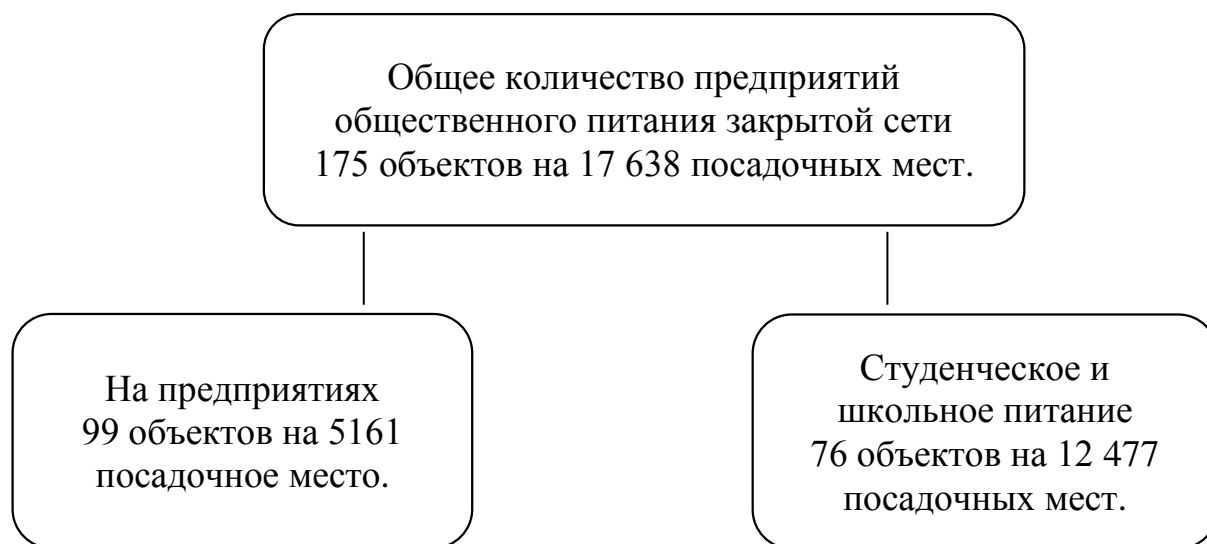 Общее количество предприятий
общественного питания закрытой сети
175 объектов на 17 638 посадочных мест.
На предприятиях
99 объектов на 5161
посадочное место.
Студенческое и
школьное питание
76 объектов на 12 477
посадочных мест.